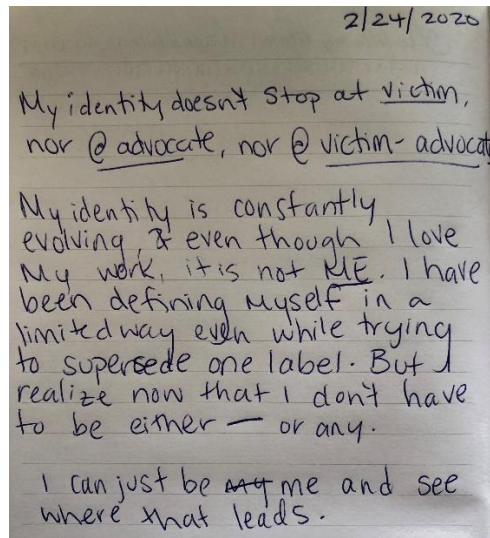 2/24/2020
My identity doesn't stop at victim,
nor @ advocate, nor @ victim-advocat
My identity is constantly
evolving, & even though I love
my work, it is not ME. I have
been defining myself in a
limited way even while trying
to supersede one label. But I
realize now that I don't have
to be either — or any.
I can just be my me and see
where that leads.